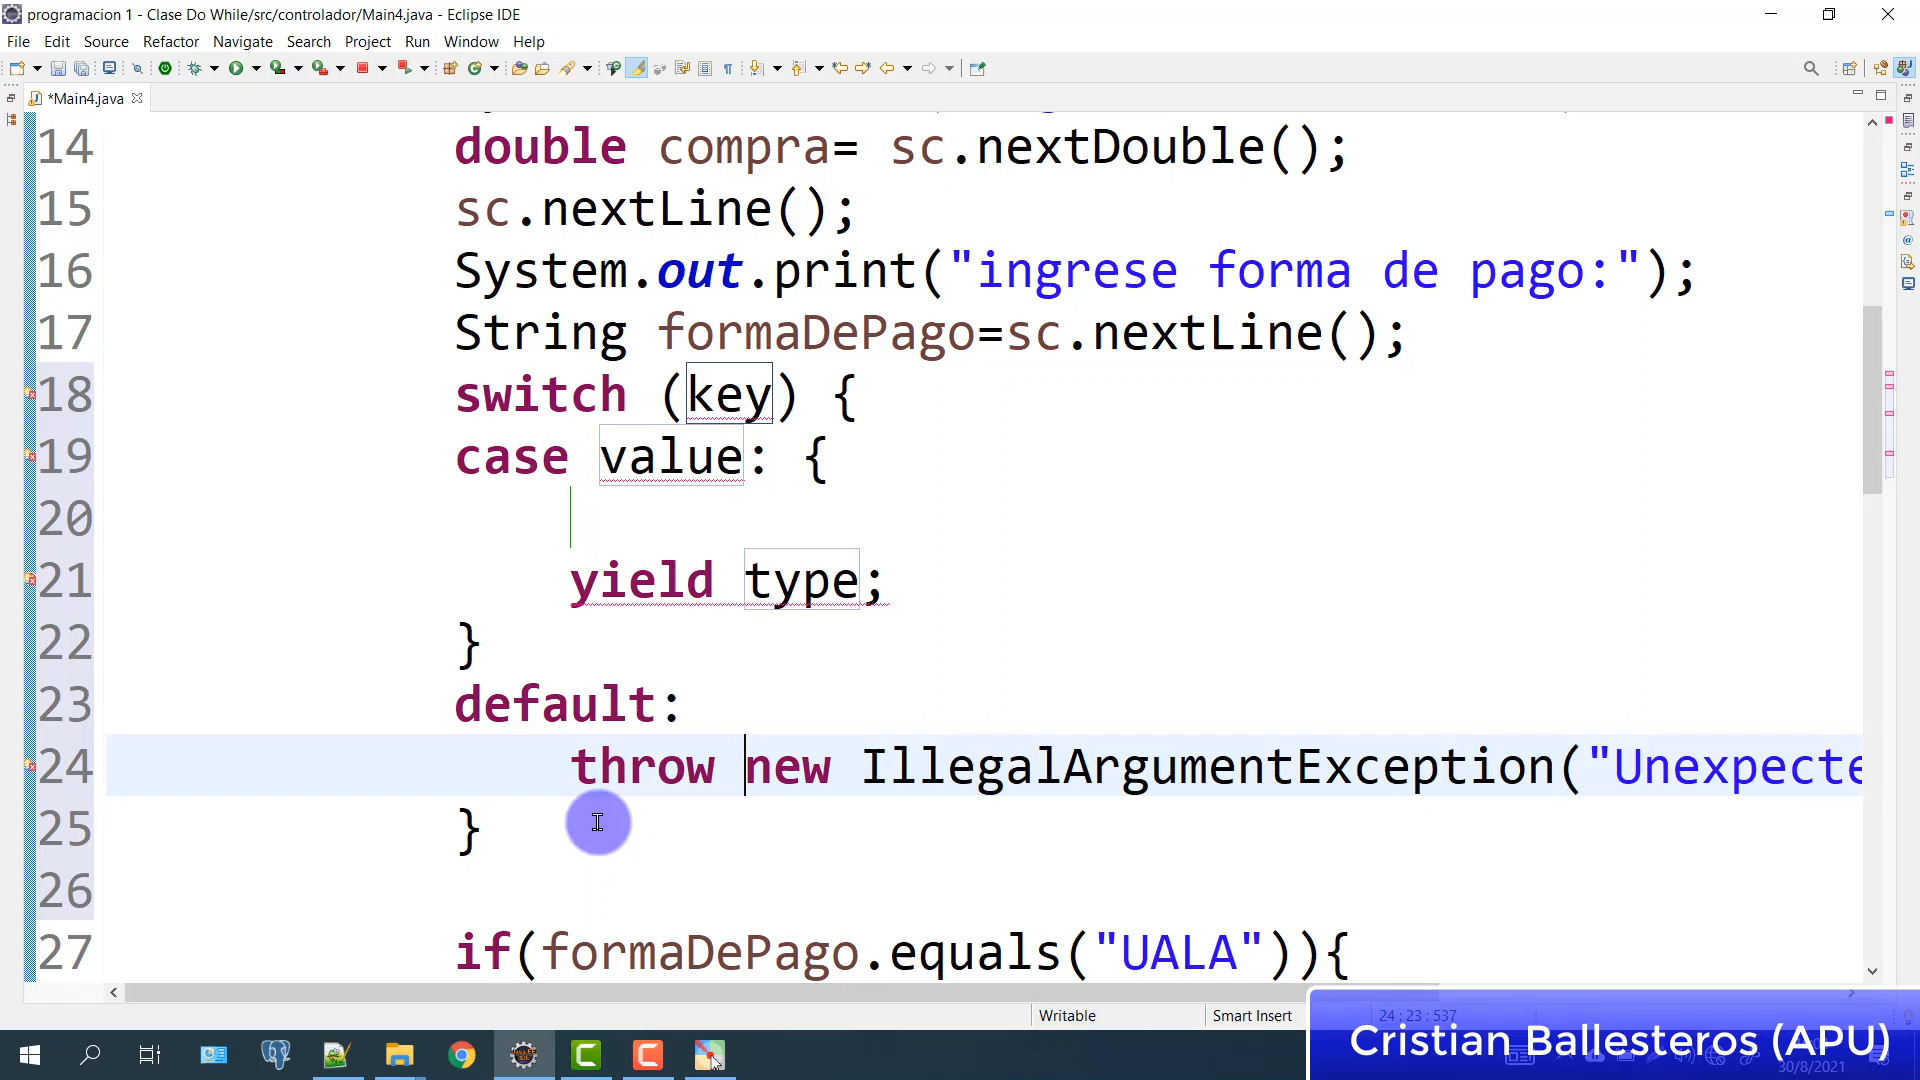 programacion 1 - Clase Do While/src/controlador/Main4.java - Eclipse IDE
File Edit Source Refactor Navigate Search Project Run Window Help
*Main4.java
14 double compra= sc.nextDouble();
15 sc.nextLine();
16 System.out.print("ingrese forma de pago:");
17 String formaDePago=sc.nextLine();
18 switch (key) {
19 case value: {
20
21 yield type;
22 }
23 default:
24 throw new IllegalArgumentException("Unexpecte
25 }
26
27 if(formaDePago.equals("UALA")){
Writable Smart Insert 24 : 23 : 537
Cristian Ballesteros (APU)
30/8/2021